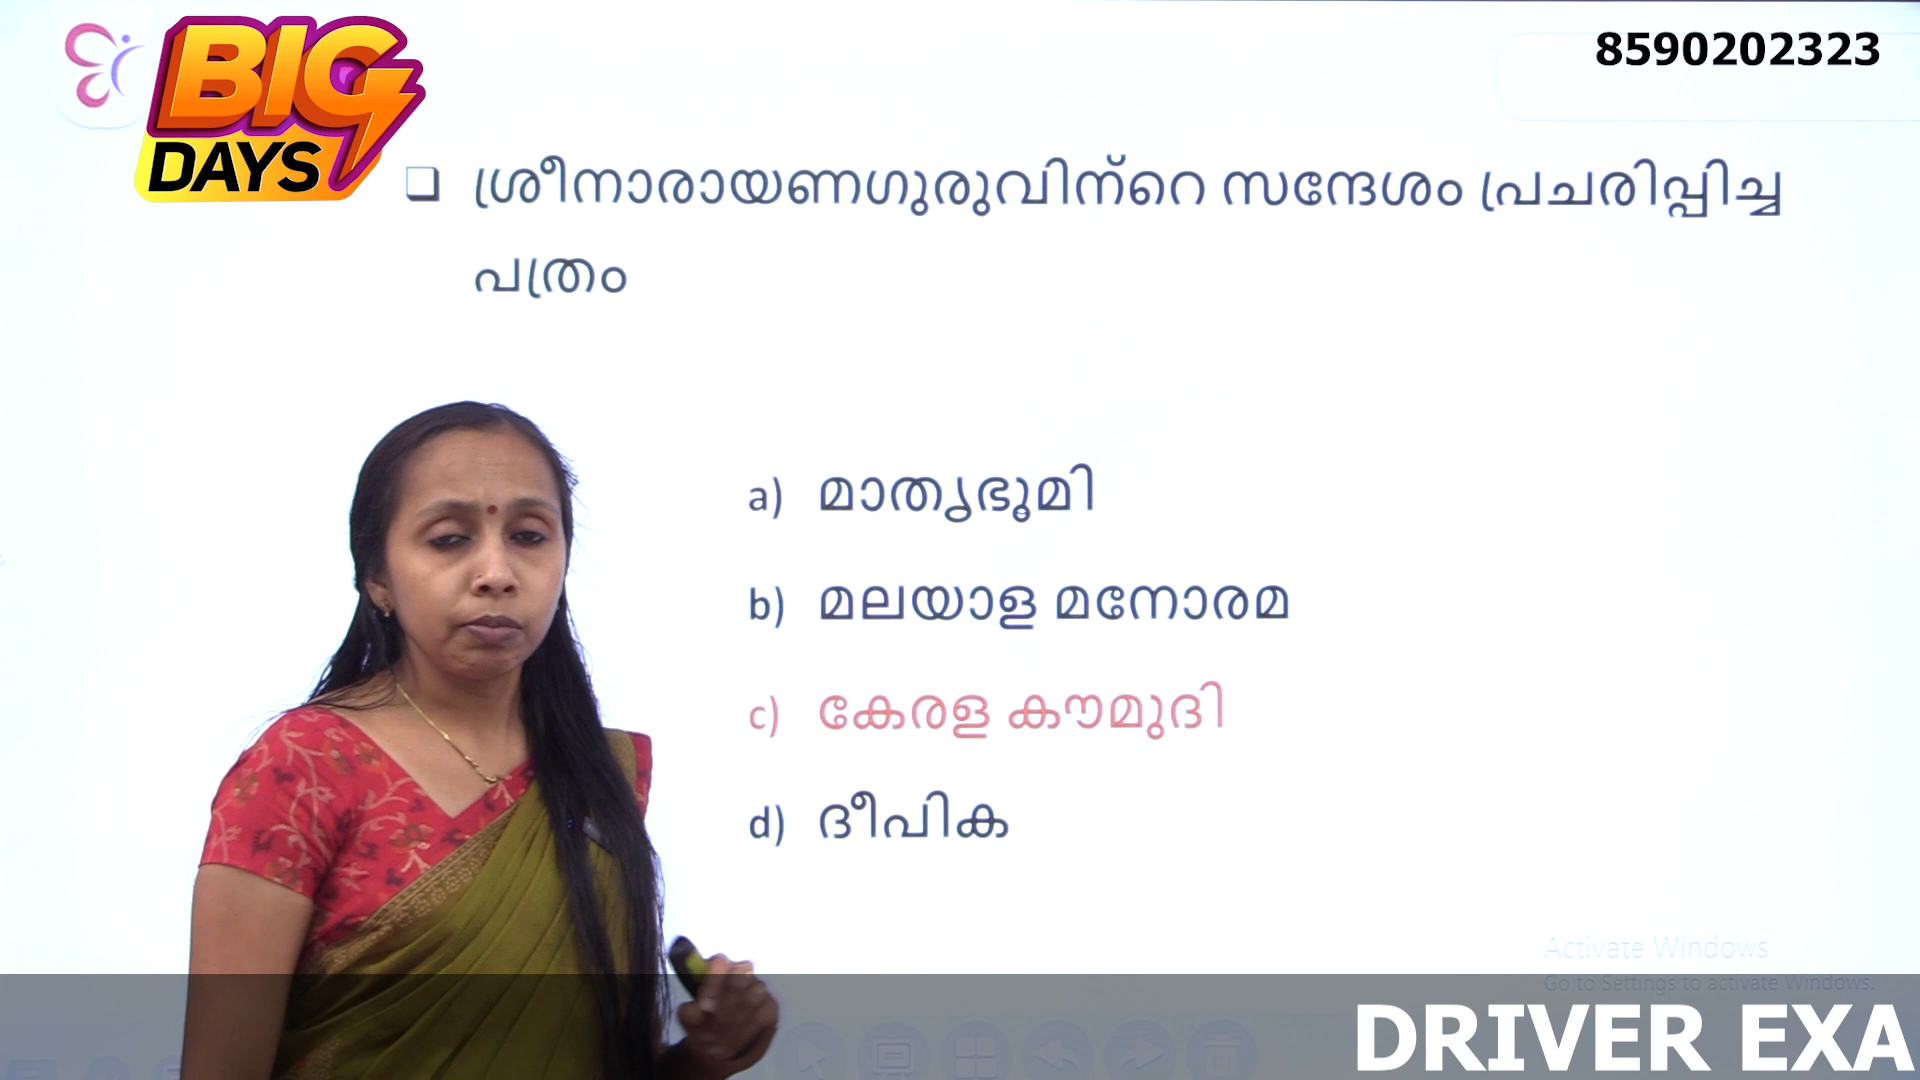 BIG
DAYS
8590202323
❑ ശ്രീനാരായണഗുരുവിന്റെ സന്ദേശം പ്രചരിപ്പിച്ച
പത്രം
a) മാതൃഭൂമി
b) മലയാള മനോരമ
c) കേരള കൗമുദി
d) ദീപിക
Activate Windows
Go to Settings to activate Windows.
DRIVER EXA